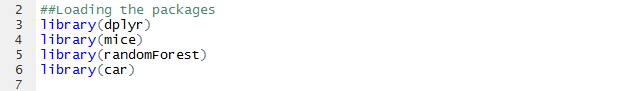 2 ##Loading the packages
3 library(dplyr)
4 library(mice)
5 library(randomForest)
6 library(car)
7